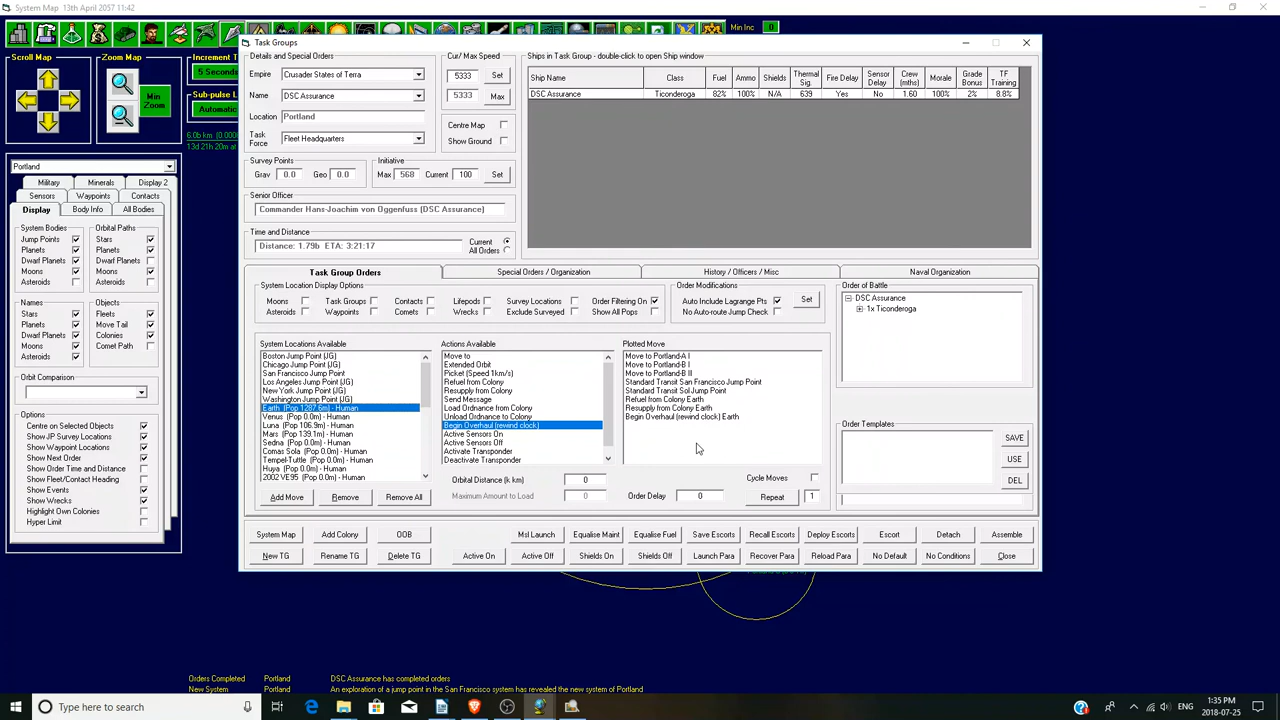 System Map   13th April 2057 11:42
Min Inc   0
Scroll Map
Zoom Map
Min
Zoom
Increment T
5 Seconds
Sub-pulse L
Automatic
6.0b km
13d 21h 20m
Portland
Military   Minerals   Display 2
Sensors   Waypoints   Contacts
Display   Body Info   All Bodies
System Bodies   Orbital Paths
Jump Points   Stars
Planets   Planets
Dwarf Planets   Dwarf Planets
Moons   Moons
Asteroids   Asteroids
Names   Objects
Stars   Fleets
Planets   Move Tail
Dwarf Planets   Colonies
Moons   Comet Path
Asteroids
Orbit Comparison
Options
Centre on Selected Objects
Show JP Survey Locations
Show Waypoint Locations
Show Next Order
Show Order Time and Distance
Show Fleet/Contact Heading
Show Events
Show Wrecks
Highlight Own Colonies
Hyper Limit
Task Groups
Details and Special Orders
Empire   Crusader States of Terra
Name   DSC Assurance
Location   Portland
Task
Force   Fleet Headquarters
Cur/ Max Speed
5333   Set
5333   Max
Centre Map
Show Ground
Survey Points
Grav   0.0   Geo   0.0
Initiative
Max   568   Current   100   Set
Senior Officer
Commander Hans-Joachim von Oggenfuss (DSC Assurance)
Time and Distance
Distance: 1.79b   ETA: 3:21:17
Current
All Orders
Ships in Task Group - double-click to open Ship window
Ship Name   Class   Fuel   Ammo   Shields   Thermal Sig.   Fire Delay   Sensor Delay   Crew (mths)   Morale   Grade Bonus   TF Training
DSC Assurance   Ticonderoga   82%   100%   N/A   639   Yes   No   1.60   100%   2%   8.8%
Task Group Orders   Special Orders / Organization   History / Officers / Misc   Naval Organization
System Location Display Options
Moons   Task Groups   Contacts   Lifepods   Survey Locations   Order Filtering On
Asteroids   Waypoints   Comets   Wrecks   Exclude Surveyed   Show All Pops
Order Modifications
Auto Include Lagrange Pts   Set
No Auto-route Jump Check
Order of Battle
DSC Assurance
1x Ticonderoga
System Locations Available
Boston Jump Point (JG)
Chicago Jump Point (JG)
San Francisco Jump Point
Los Angeles Jump Point (JG)
New York Jump Point (JG)
Washington Jump Point (JG)
Earth (Pop 1287.6m) - Human
Venus (Pop 0.0m) - Human
Luna (Pop 106.9m) - Human
Mars (Pop 139.1m) - Human
Sedna (Pop 0.0m) - Human
Comas Sola (Pop 0.0m) - Human
Tempel-Tuttle (Pop 0.0m) - Human
Huya (Pop 0.0m) - Human
2002 VE95 (Pop 0.0m) - Human
Actions Available
Move to
Extended Orbit
Picket (Speed 1km/s)
Refuel from Colony
Resupply from Colony
Send Message
Load Ordnance from Colony
Unload Ordnance to Colony
Begin Overhaul (rewind clock)
Active Sensors On
Active Sensors Off
Activate Transponder
Deactivate Transponder
Plotted Move
Move to Portland-A I
Move to Portland-B I
Move to Portland-B II
Standard Transit San Francisco Jump Point
Standard Transit Sol Jump Point
Refuel from Colony Earth
Resupply from Colony Earth
Begin Overhaul (rewind clock) Earth
Order Templates
SAVE
USE
DEL
Orbital Distance (k km)   0   Cycle Moves
Add Move   Remove   Remove All   Maximum Amount to Load   0   Order Delay   0   Repeat   1
System Map   Add Colony   OOB   Msl Launch   Equalise Maint   Equalise Fuel   Save Escorts   Recall Escorts   Deploy Escorts   Escort   Detach   Assemble
New TG   Rename TG   Delete TG   Active On   Active Off   Shields On   Shields Off   Launch Para   Recover Para   Reload Para   No Default   No Conditions   Close
Orders Completed   Portland   DSC Assurance has completed orders
New System   Portland   An exploration of a jump point in the San Francisco system has revealed the new system of Portland
Type here to search
ENG
1:35 PM
2018-07-25